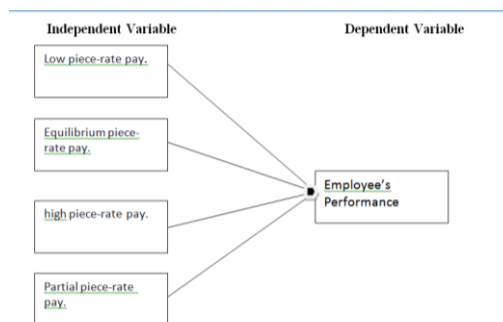 Independent Variable
Dependent Variable
Low piece-rate pay.
Equilibrium piece-
rate pay.
Employee's
Performance
high piece-rate pay.
Partial piece-rate
pay.